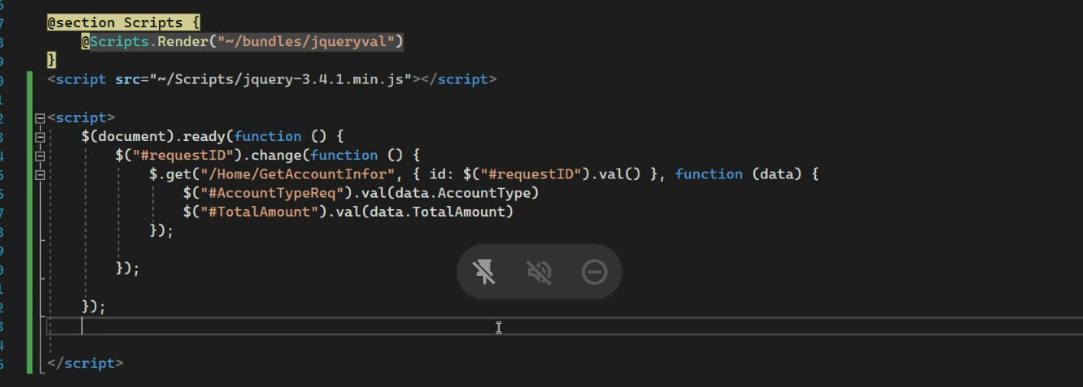 @section Scripts {
@Scripts.Render("~/bundles/jqueryval")
}
<script src="~/Scripts/jquery-3.4.1.min.js"></script>
<script>
$(document).ready(function () {
$("#requestID").change(function () {
$.get("/Home/GetAccountInfor", { id: $("#requestID").val() }, function (data) {
$("#AccountTypeReq").val(data.AccountType)
$("#TotalAmount").val(data.TotalAmount)
});
});
});
</script>